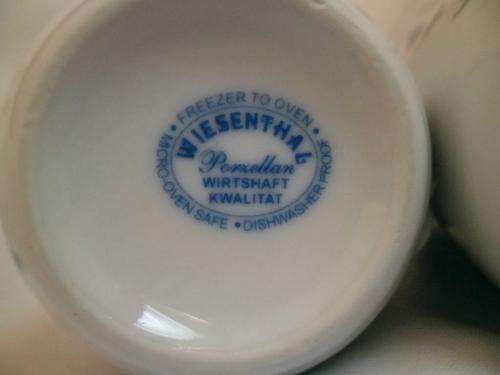 • FREEZER TO OVEN •
WIESENTHAL
Porzellan
WIRTSHAFT
KWALITAT
MICRO-OVEN SAFE • DISHWASHER PROOF